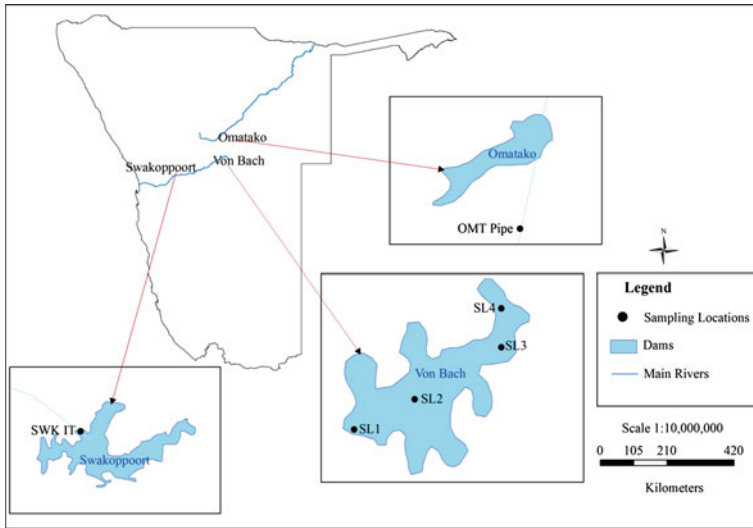 Omatako
Von Bach
Swakoppoort
Omatako
OMT Pipe
N
SL4
SL3
Von Bach
SL2
SL1
SWK IT
Swakoppoort
Legend
Sampling Locations
Dams
Main Rivers
Scale 1:10,000,000
0 105 210 420
Kilometers